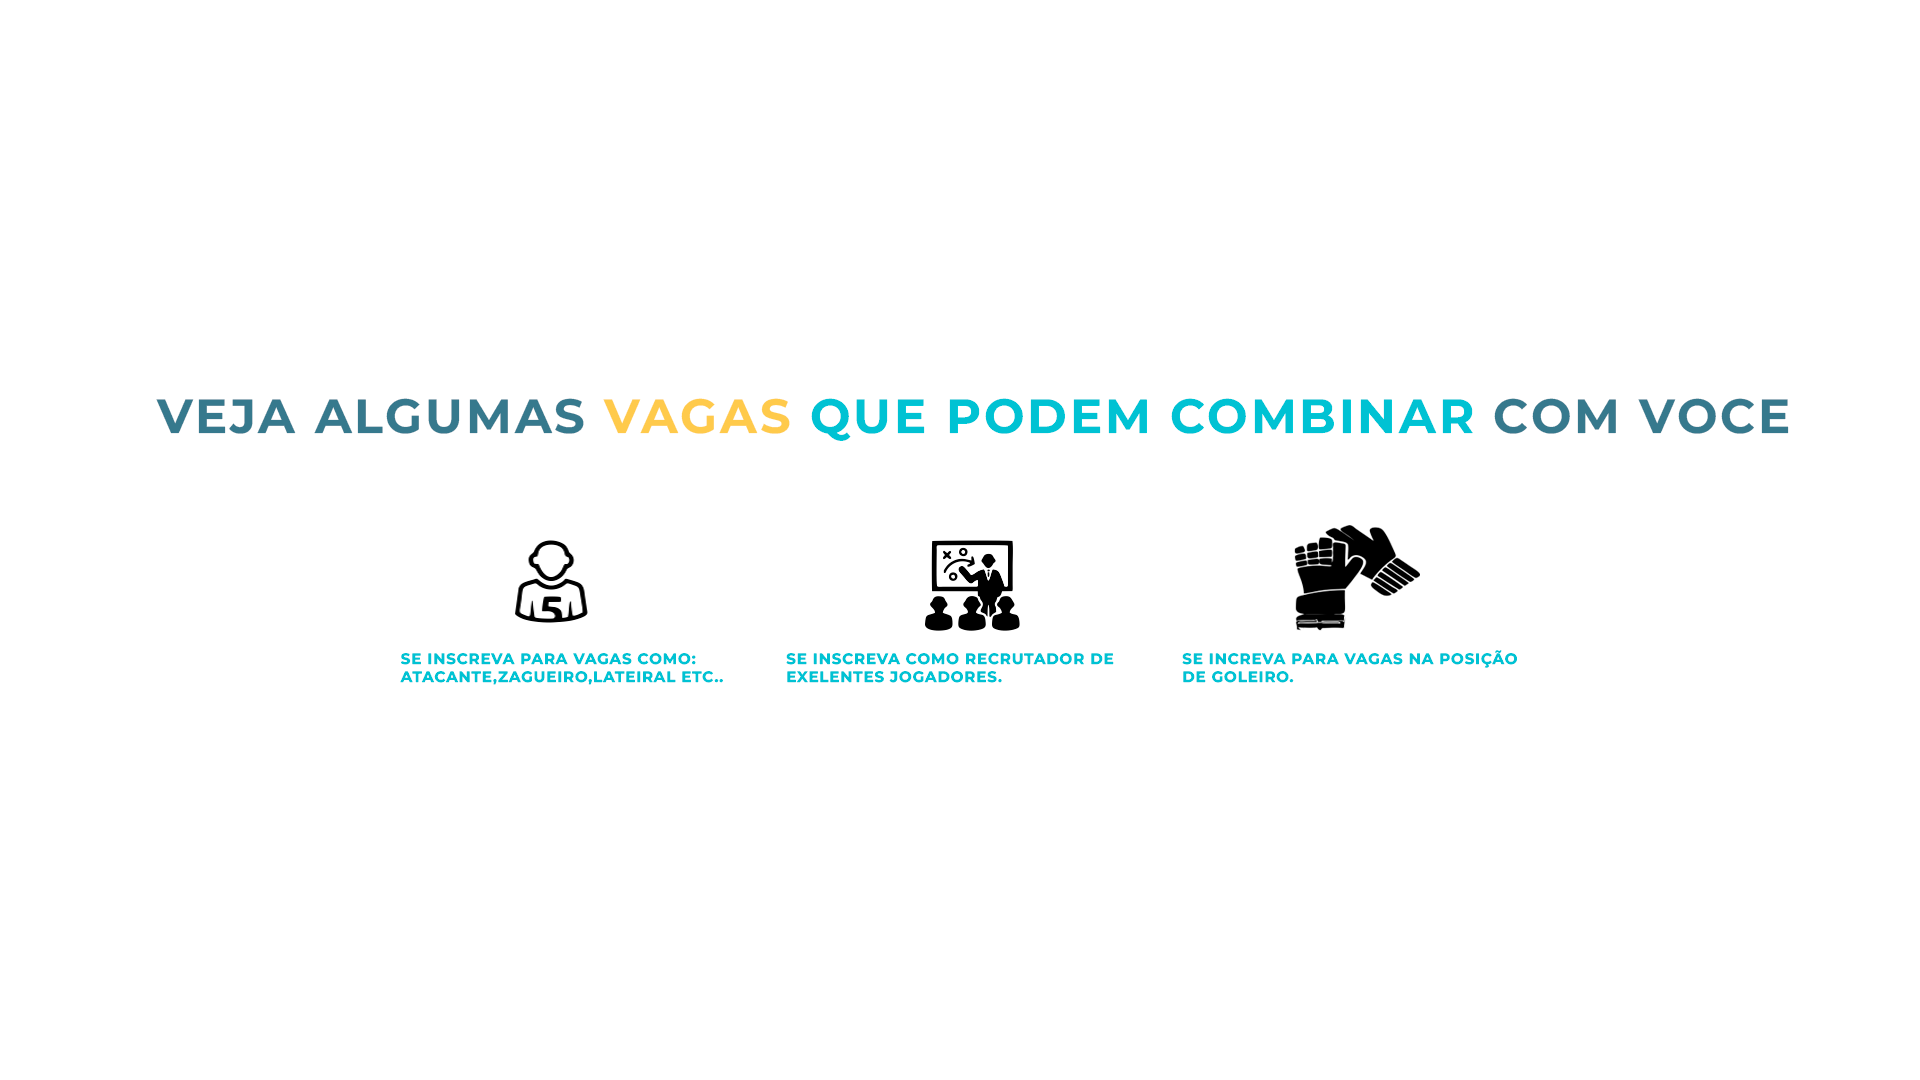 VEJA ALGUMAS VAGAS QUE PODEM COMBINAR COM VOCE
5
SE INSCREVA PARA VAGAS COMO:
ATACANTE,ZAGUEIRO,LATEIRAL ETC..
SE INSCREVA COMO RECRUTADOR DE
EXELENTES JOGADORES.
SE INCREVA PARA VAGAS NA POSIÇÃO
DE GOLEIRO.